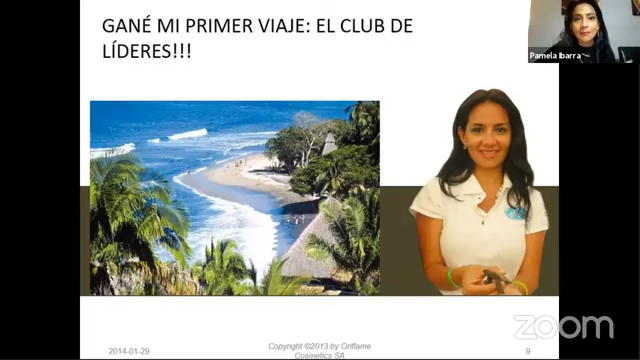 GANÉ MI PRIMER VIAJE: EL CLUB DE
LÍDERES!!!
Pamela Ibarra
2014-01-29
Copyright ©2013 by Oriflame
Cosmetics SA
9
zoom